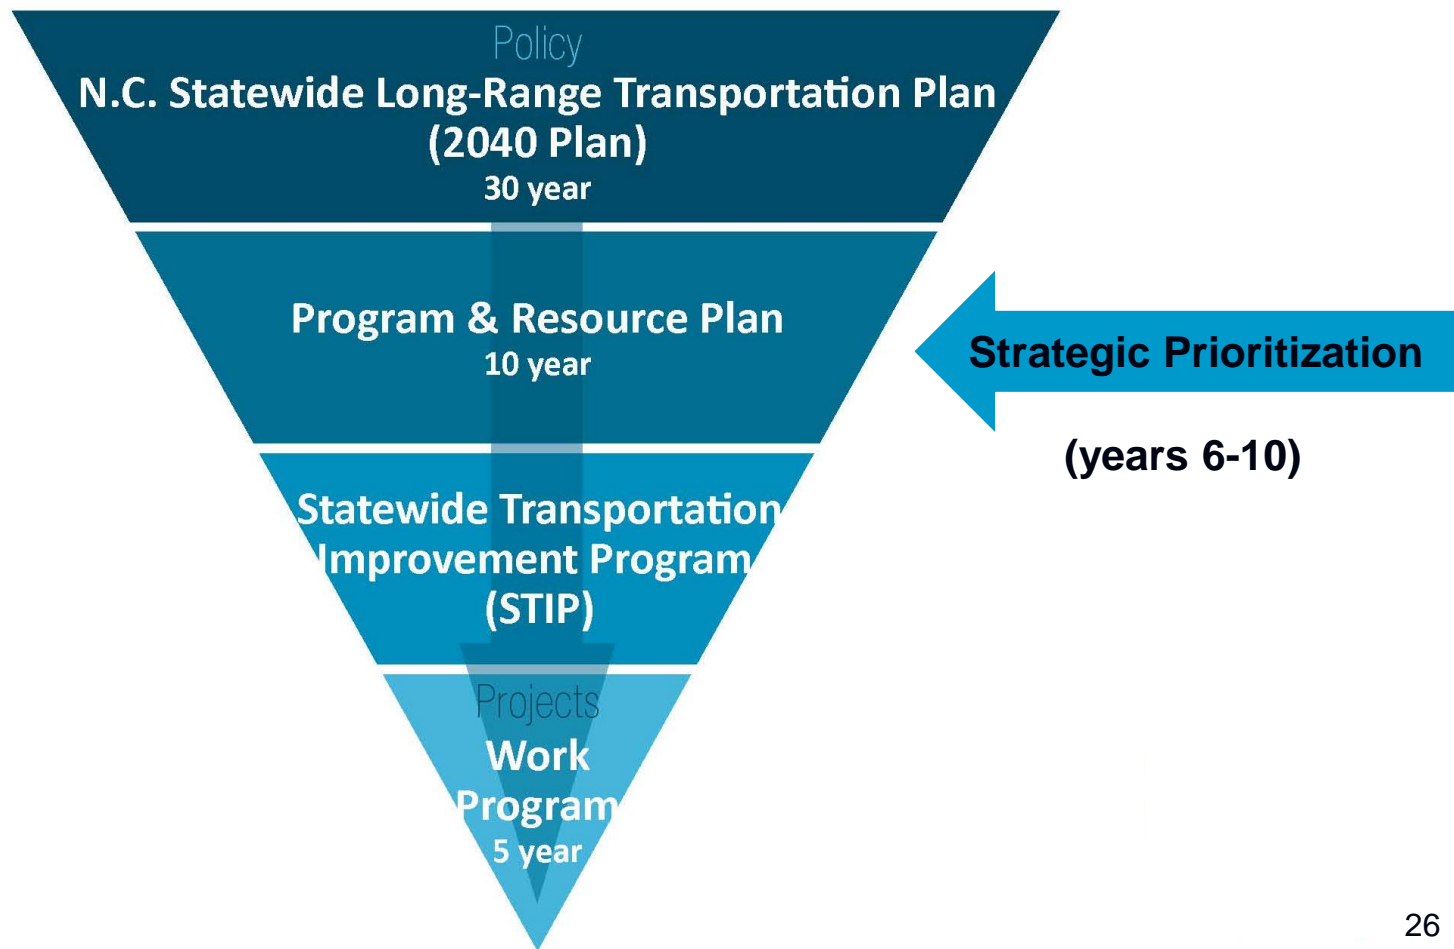 Policy
N.C. Statewide Long-Range Transportation Plan
(2040 Plan)
30 year
Program & Resource Plan
10 year
Strategic Prioritization
(years 6-10)
Statewide Transportation
Improvement Program
(STIP)
Projects
Work
Program
5 year
26